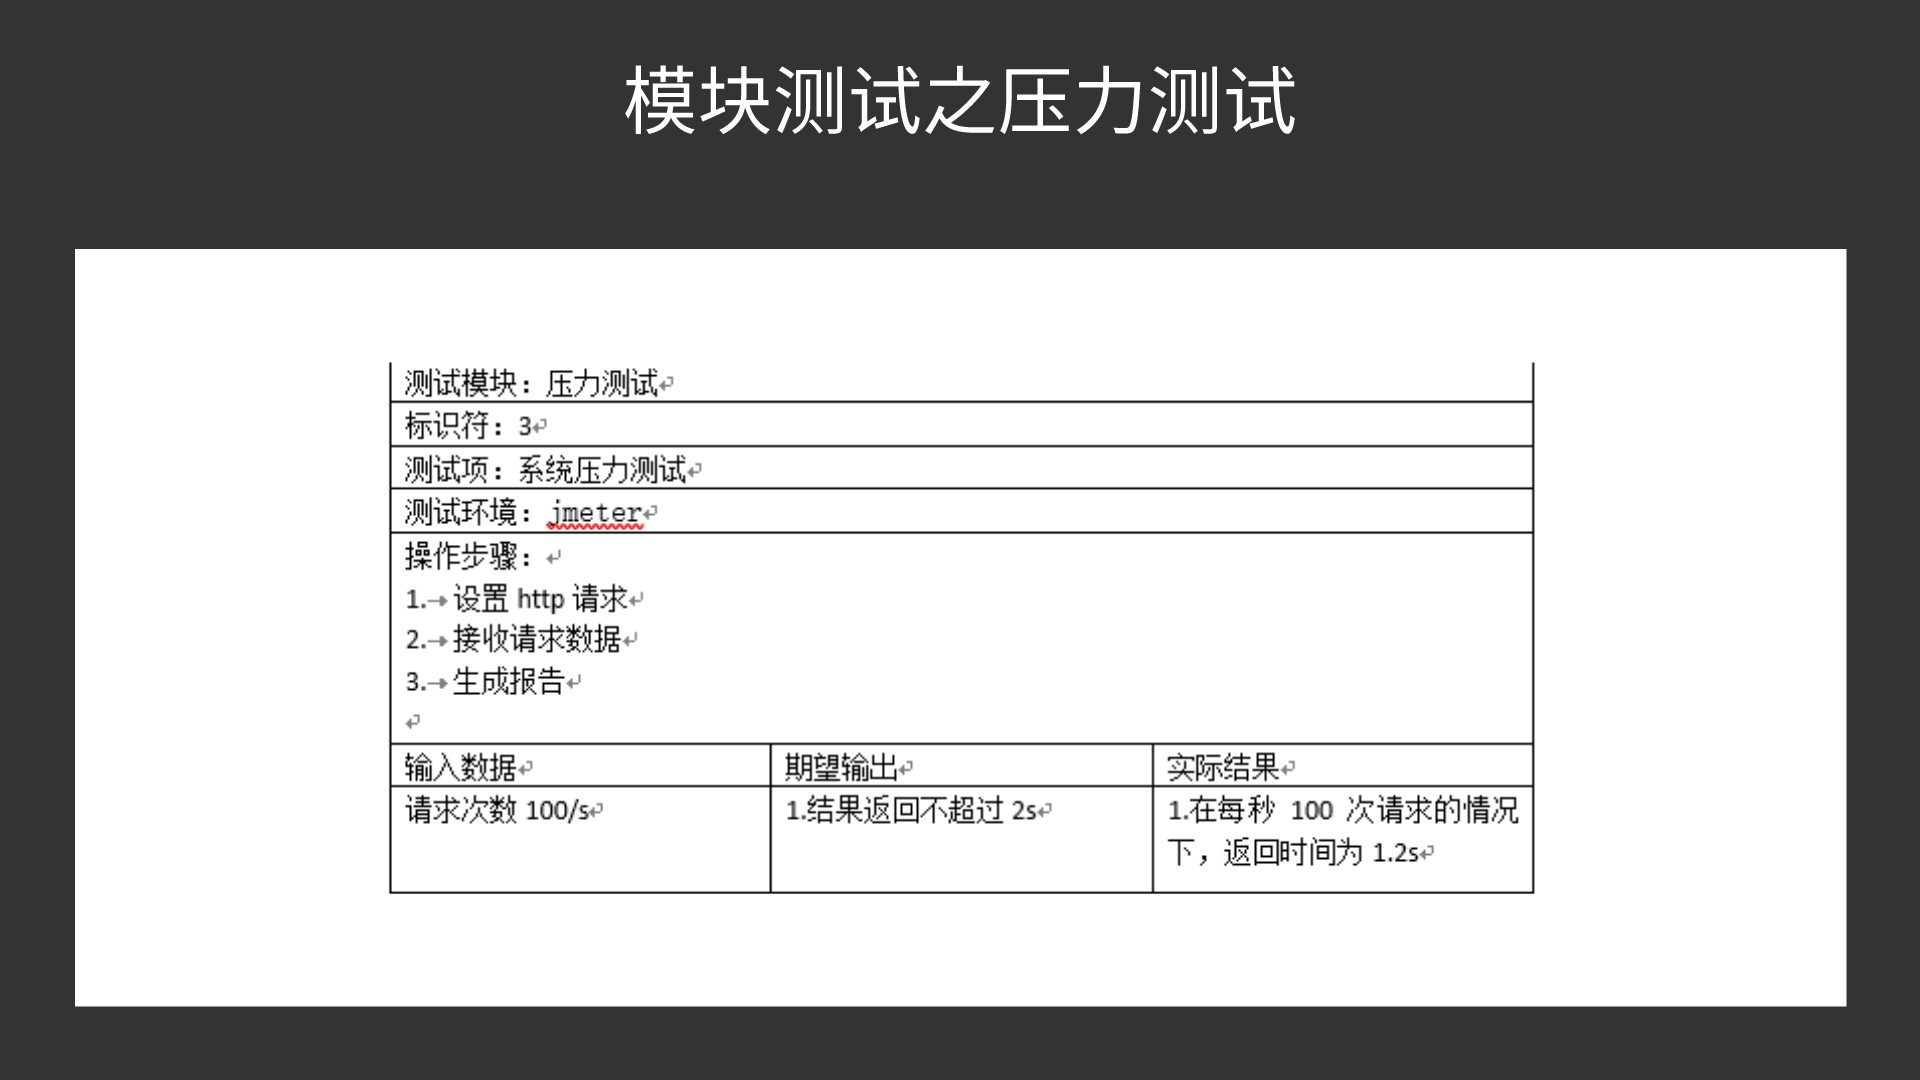 模块测试之压力测试
测试模块：压力测试
标识符：3
测试项：系统压力测试
测试环境：jmeter
操作步骤：
1.→设置 http 请求
2.→接收请求数据
3.→生成报告
输入数据 期望输出 实际结果
请求次数 100/s 1.结果返回不超过 2s 1.在每秒 100 次请求的情况
下，返回时间为 1.2s